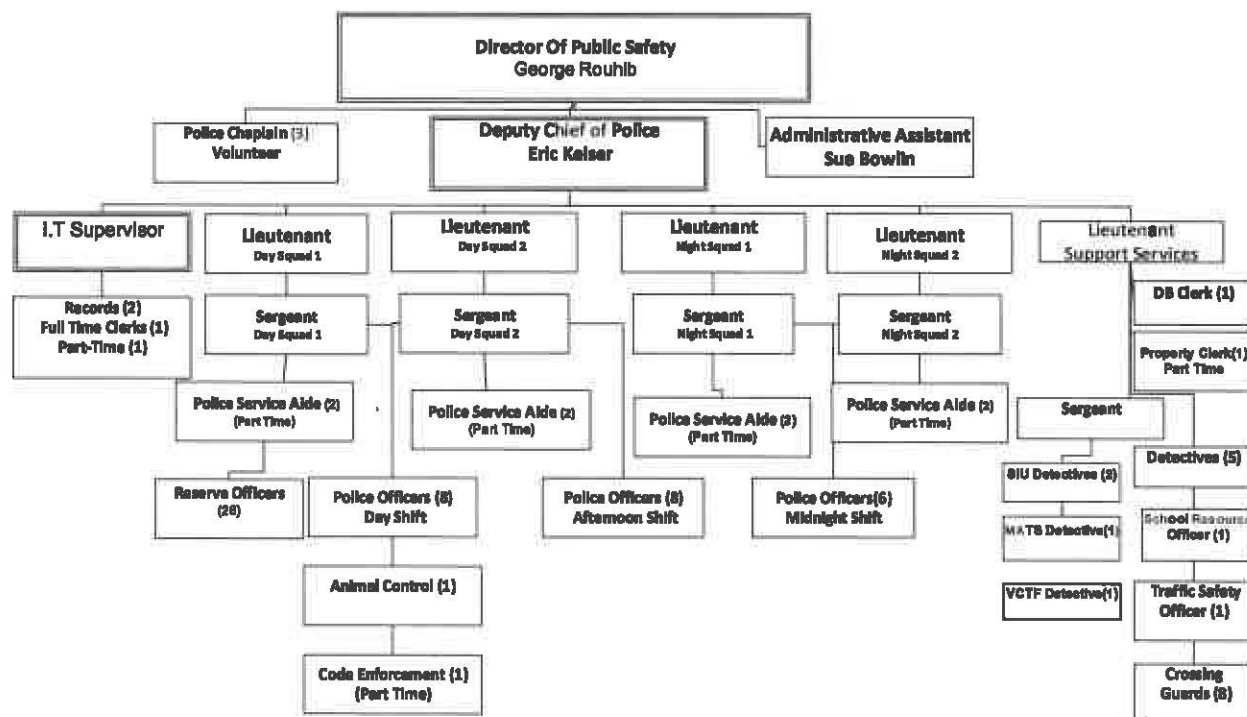 Director Of Public Safety
George Rouhib
Police Chaplain (3)
Volunteer
Deputy Chief of Police
Eric Keiser
Administrative Assistant
Sue Bowlin
I.T Supervisor
Lieutenant
Day Squad 1
Lieutenant
Day Squad 2
Lieutenant
Night Squad 1
Lieutenant
Night Squad 2
Lieutenant
Support Services
Records (2)
Full Time Clerks (1)
Part-Time (1)
Sergeant
Day Squad 1
Sergeant
Day Squad 2
Sergeant
Night Squad 1
Sergeant
Night Squad 2
DB Clerk (1)
Property Clerk(1)
Part Time
Police Service Aide (2)
(Part Time)
Police Service Aide (2)
(Part Time)
Police Service Aide
(Part Time)
Police Service Aide (2)
(Part Time)
Sergeant
Detectives (5)
Reserve Officers
Police Officers (8)
Day Shift
Police Officers (8)
Afternoon Shift
Police Officers(6)
Midnight Shift
SIU Detectives
MATS Detective(1)
VCTF Detective(1)
School Resource
Officer (1)
Animal Control (1)
Traffic Safety
Officer (1)
Code Enforcement (1)
(Part Time)
Crossing
Guards (8)